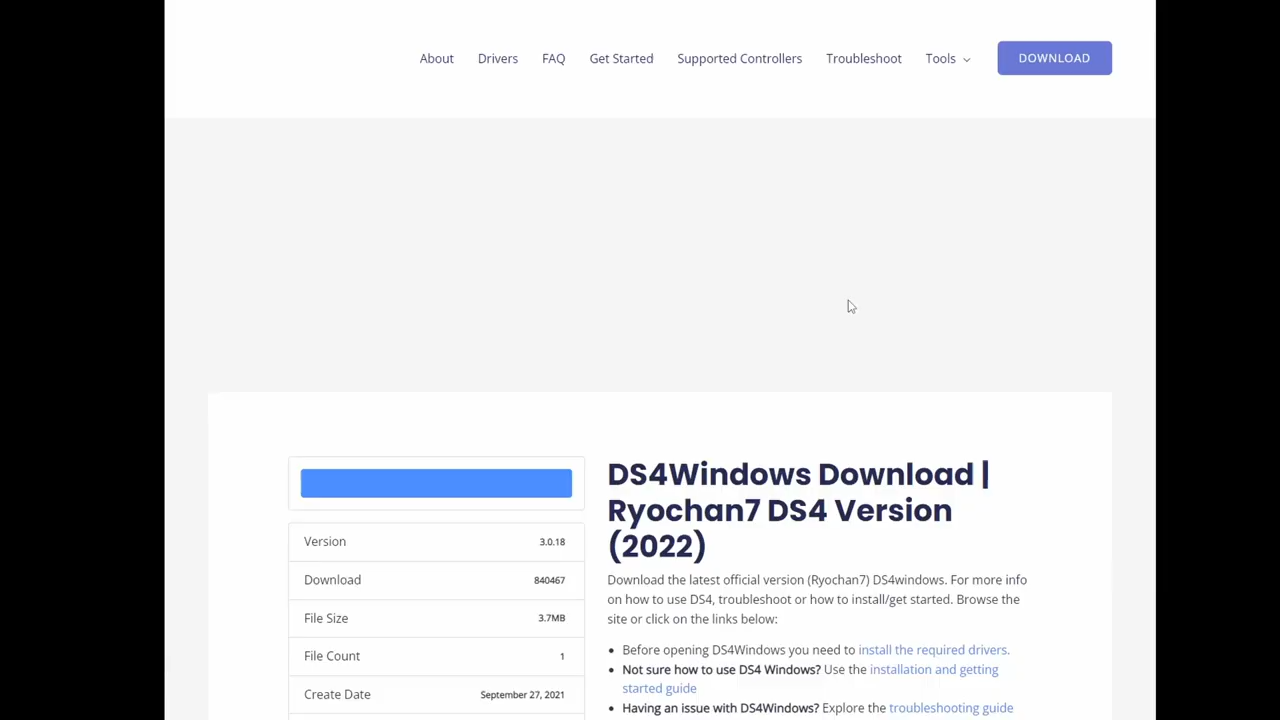 About Drivers FAQ Get Started Supported Controllers Troubleshoot Tools DOWNLOAD
DS4Windows Download |
Ryochan7 DS4 Version
(2022)
Version 3.0.18
Download 840467
File Size 3.7MB
File Count 1
Create Date September 27, 2021
Download the latest official version (Ryochan7) DS4windows. For more info
on how to use DS4, troubleshoot or how to install/get started. Browse the
site or click on the links below:
Before opening DS4Windows you need to install the required drivers.
Not sure how to use DS4 Windows? Use the installation and getting
started guide
Having an issue with DS4Windows? Explore the troubleshooting guide